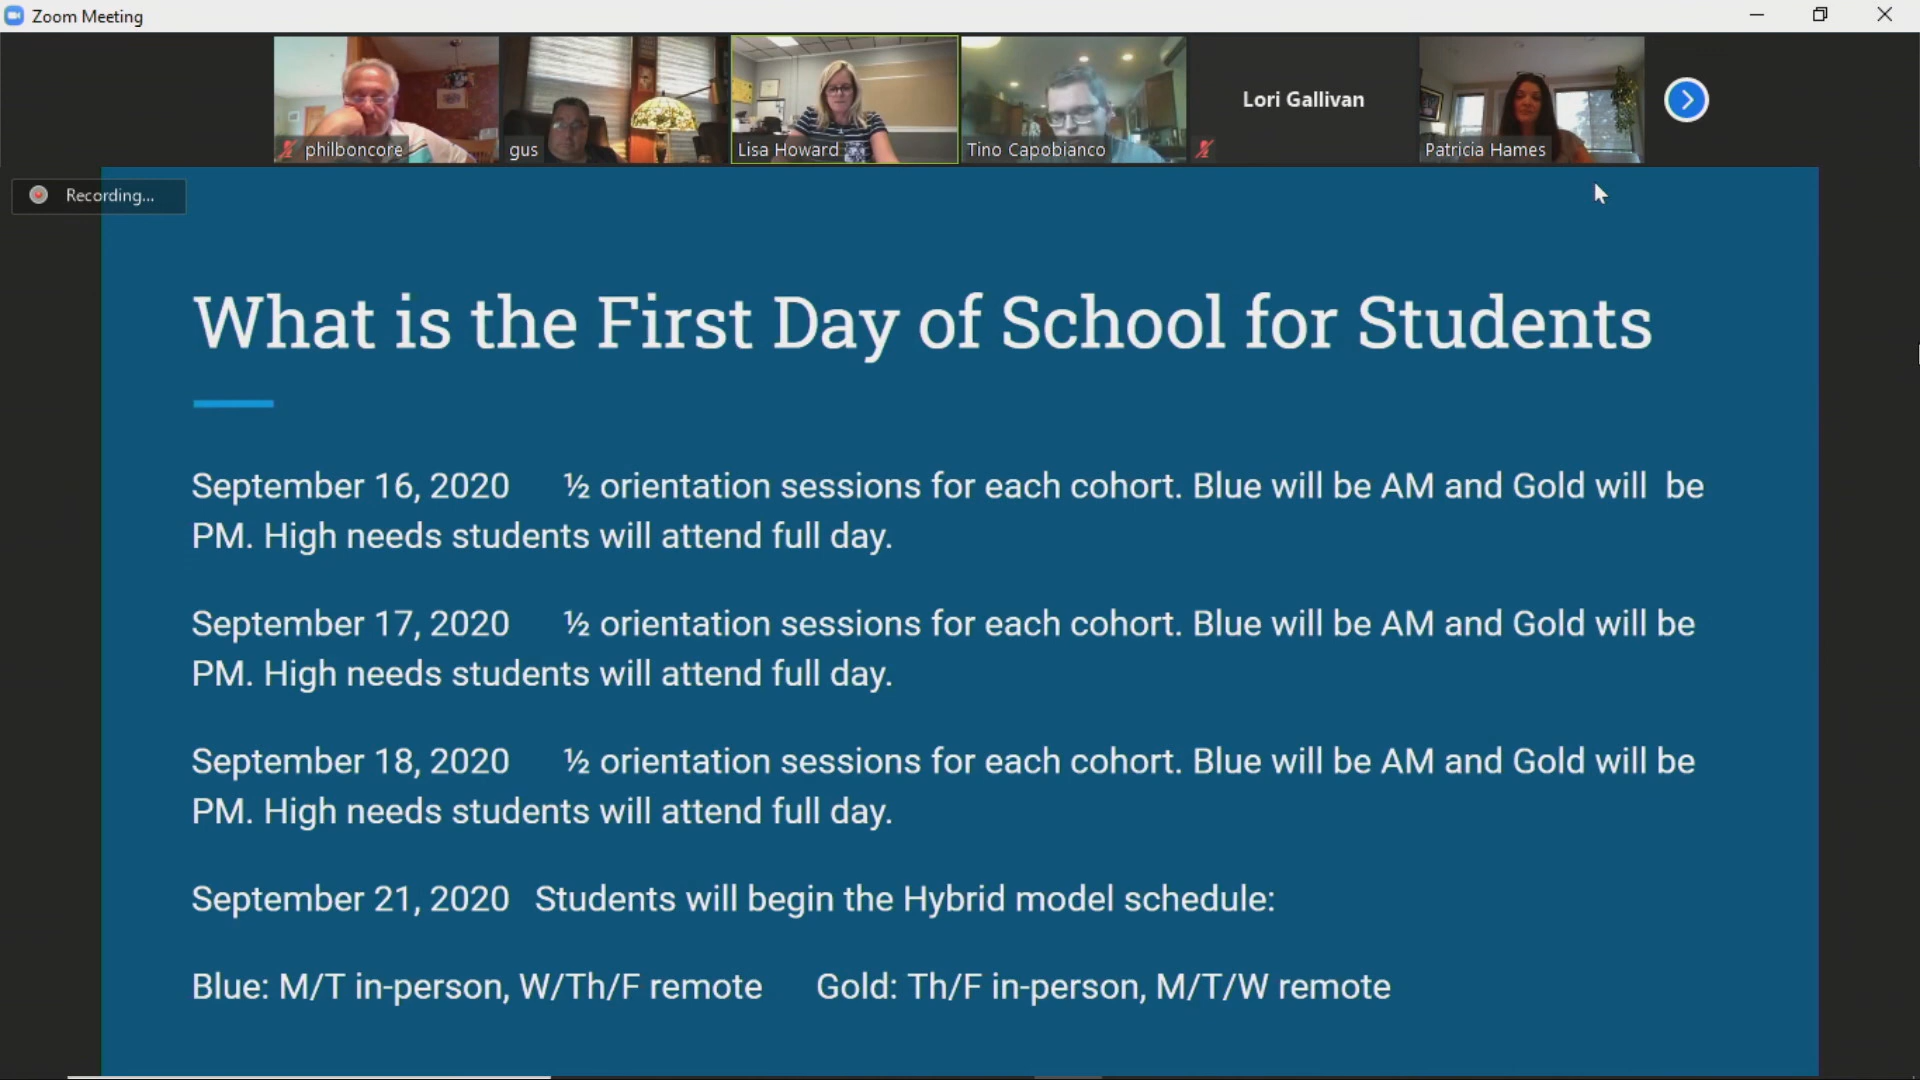 Zoom Meeting
philboncore
gus
Lisa Howard
Tino Capobianco
Lori Gallivan
Patricia Hames
Recording...
What is the First Day of School for Students
September 16, 2020 ½ orientation sessions for each cohort. Blue will be AM and Gold will be
PM. High needs students will attend full day.
September 17, 2020 ½ orientation sessions for each cohort. Blue will be AM and Gold will be
PM. High needs students will attend full day.
September 18, 2020 ½ orientation sessions for each cohort. Blue will be AM and Gold will be
PM. High needs students will attend full day.
September 21, 2020 Students will begin the Hybrid model schedule:
Blue: M/T in-person, W/Th/F remote Gold: Th/F in-person, M/T/W remote